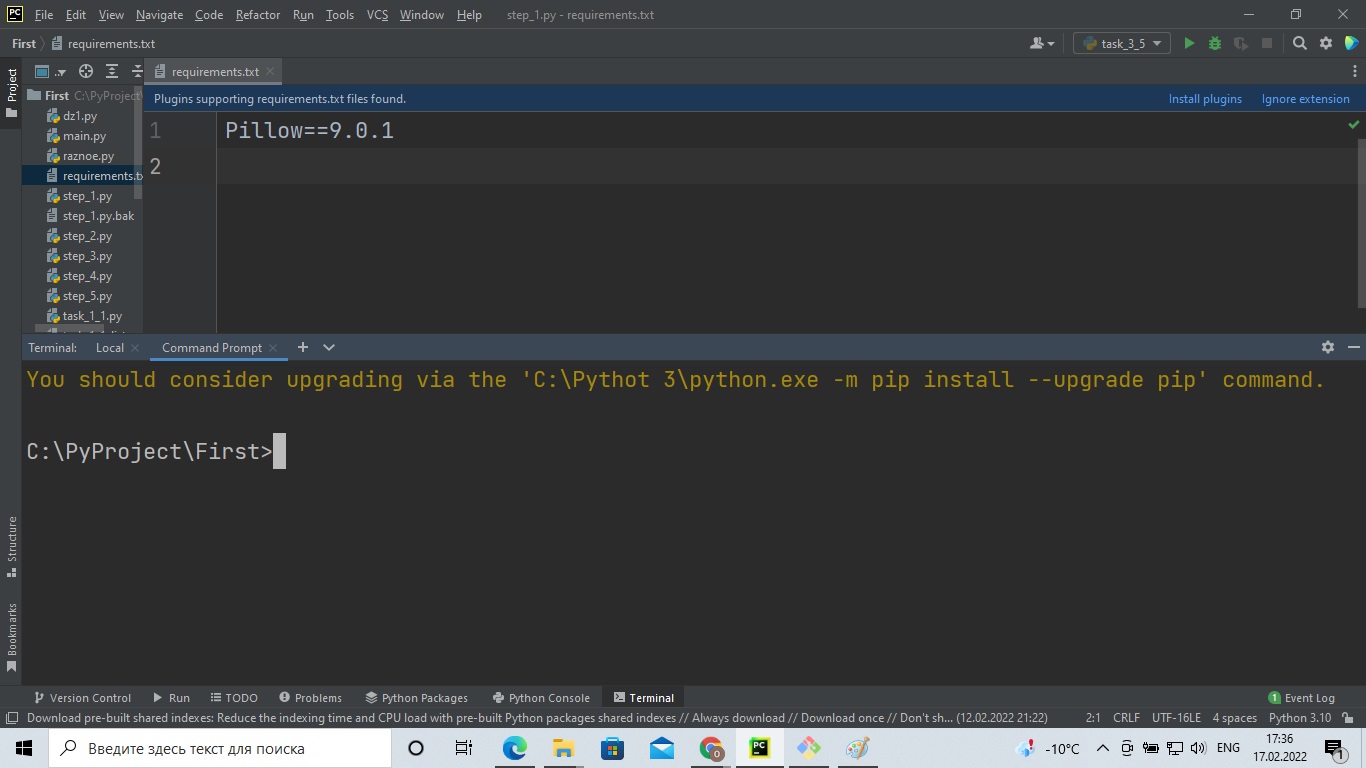 PC File Edit View Navigate Code Refactor Run Tools VCS Window Help step_1.py - requirements.txt
First requirements.txt task_3_5
Project
.. requirements.txt
First C:\PyProject
Plugins supporting requirements.txt files found. Install plugins Ignore extension
dz1.py
main.py
raznoe.py
requirements.tx
step_1.py
step_1.py.bak
step_2.py
step_3.py
step_4.py
step_5.py
task_1_1.py
1 Pillow==9.0.1
2
Terminal: Local Command Prompt
You should consider upgrading via the 'C:\Pythot 3\python.exe -m pip install --upgrade pip' command.
C:\PyProject\First>
Structure
Bookmarks
Version Control Run TODO Problems Python Packages Python Console Terminal 1 Event Log
Download pre-built shared indexes: Reduce the indexing time and CPU load with pre-built Python packages shared indexes // Always download // Download once // Don't sh... (12.02.2022 21:22) 2:1 CRLF UTF-16LE 4 spaces Python 3.10
Введите здесь текст для поиска PC -10°C ENG 17:36
17.02.2022 1